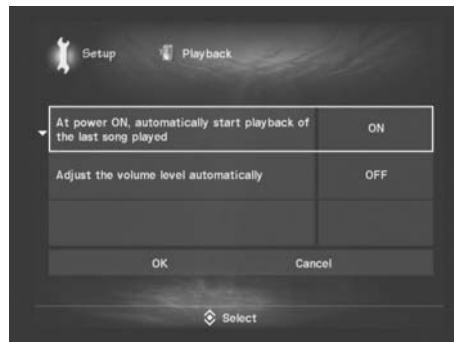 Setup Playback
At power ON, automatically start playback of
the last song played
ON
Adjust the volume level automatically
OFF
OK Cancel
Select